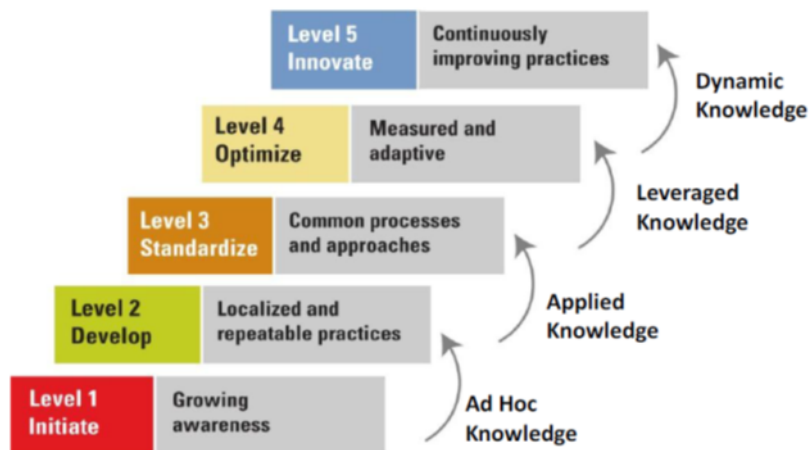 Level 5
Innovate
Continuously
improving practices
Dynamic
Knowledge
Level 4
Optimize
Measured and
adaptive
Leveraged
Knowledge
Level 3
Standardize
Common processes
and approaches
Applied
Knowledge
Level 2
Develop
Localized and
repeatable practices
Ad Hoc
Knowledge
Level 1
Initiate
Growing
awareness